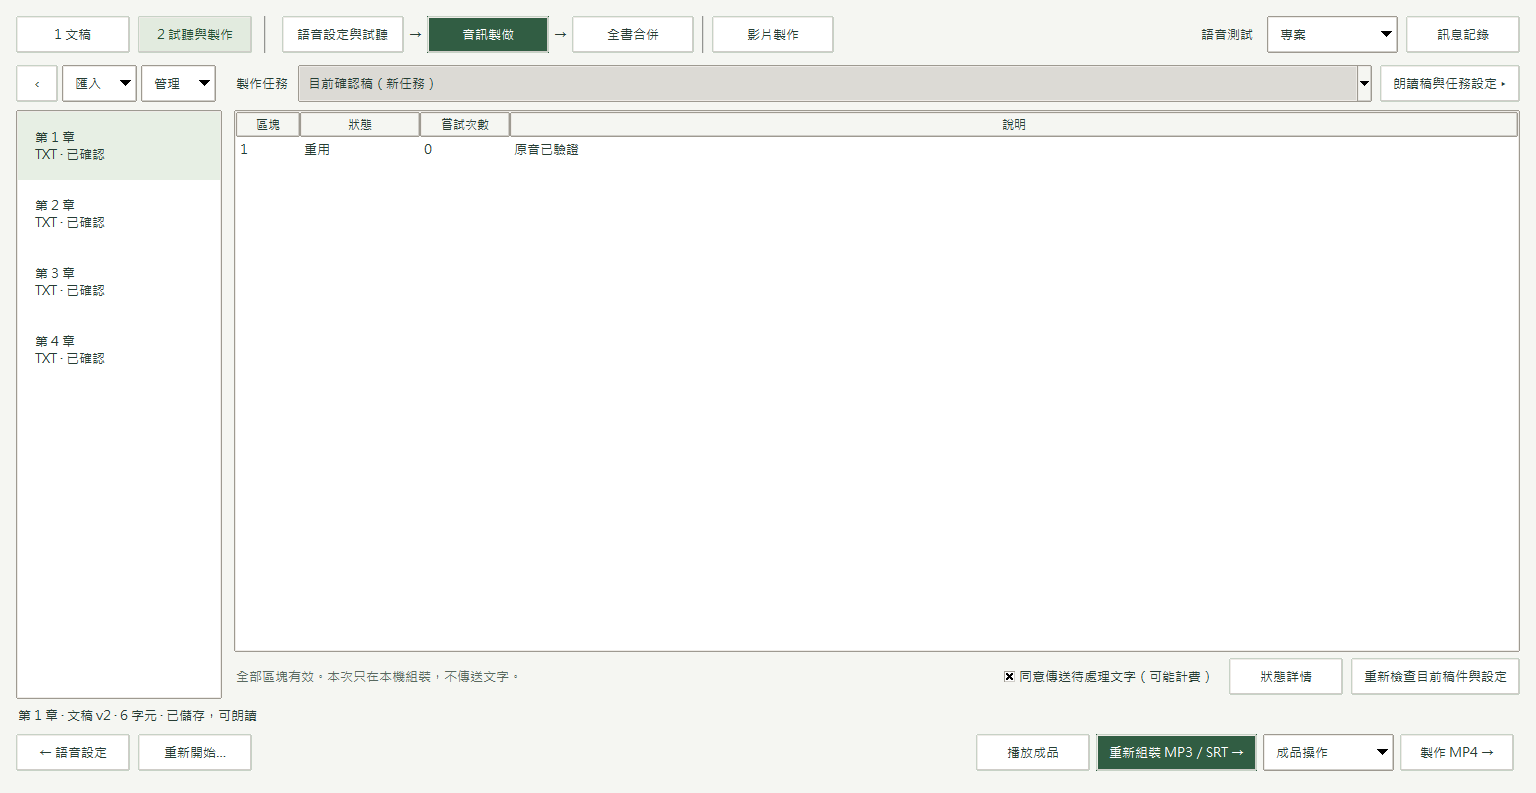 1 文稿
2 試聽與製作
語音設定與試聽
→
音訊製做
→
全書合併
影片製作
語音測試
專案
訊息記錄
‹
匯入
管理
製作任務
目前確認稿（新任務）
朗讀稿與任務設定 ▸
第 1 章
TXT · 已確認
第 2 章
TXT · 已確認
第 3 章
TXT · 已確認
第 4 章
TXT · 已確認
區塊 狀態 嘗試次數 說明
1 重用 0 原音已驗證
全部區塊有效。本次只在本機組裝，不傳送文字。
同意傳送待處理文字（可能計費）
狀態詳情
重新檢查目前稿件與設定
第 1 章 · 文稿 v2 · 6 字元 · 已儲存，可朗讀
← 語音設定
重新開始...
播放成品
重新組裝 MP3 / SRT →
成品操作
製作 MP4 →